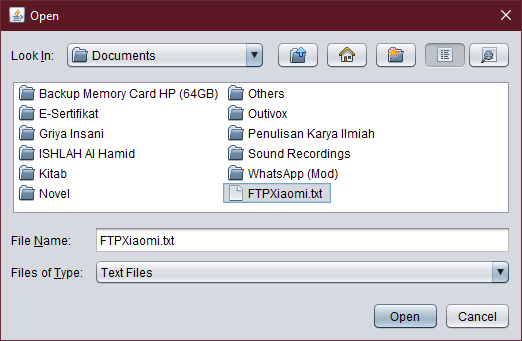 Open
Look In: Documents
Backup Memory Card HP (64GB)
E-Sertifikat
Griya Insani
ISHLAH Al Hamid
Kitab
Novel
Others
Outivox
Penulisan Karya Ilmiah
Sound Recordings
WhatsApp (Mod)
FTPXiaomi.txt
File Name: FTPXiaomi.txt
Files of Type: Text Files
Open Cancel